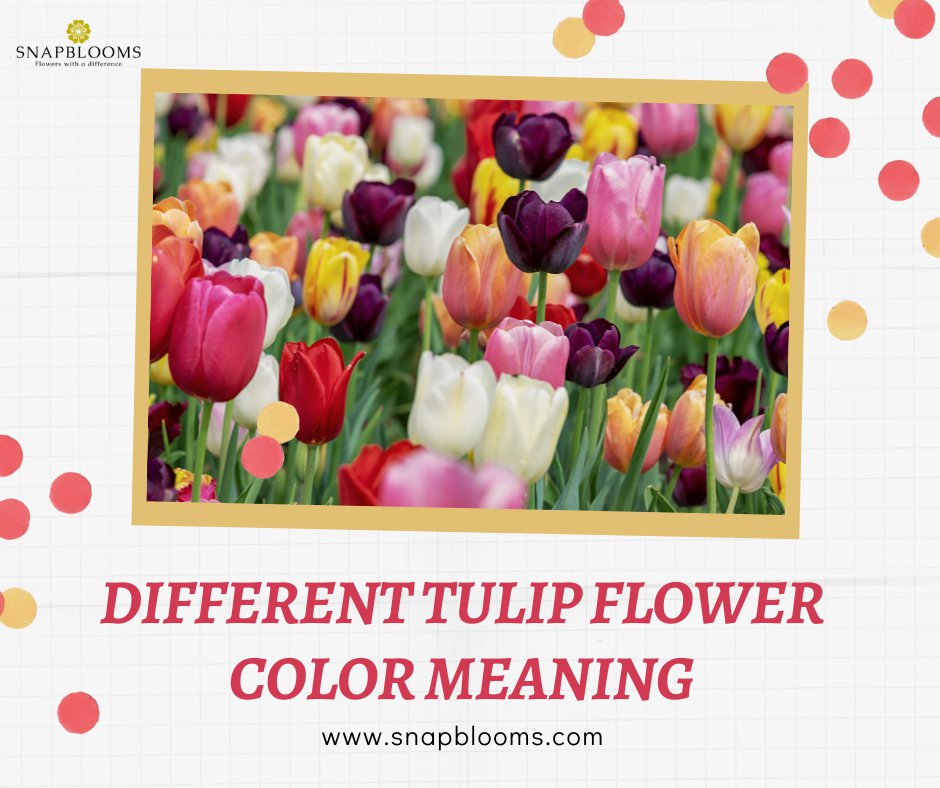 SNAPBLOOMS
Flowers with a difference
DIFFERENT TULIP FLOWER
COLOR MEANING
www.snapblooms.com